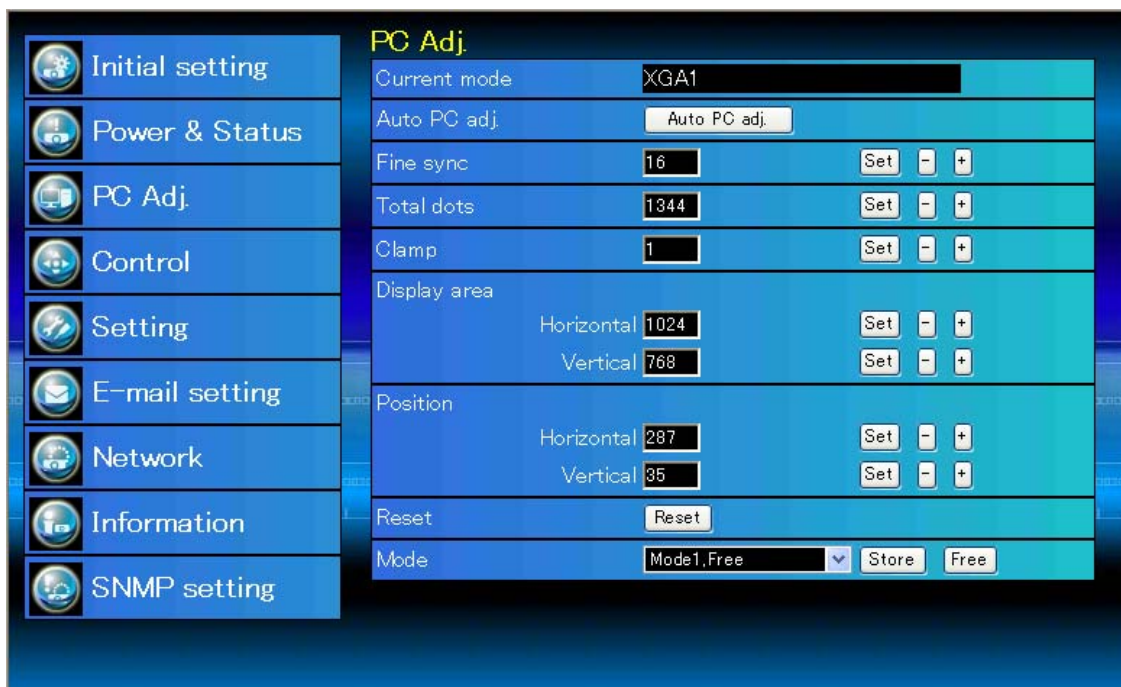 Initial setting
Power & Status
PC Adj.
Control
Setting
E-mail setting
Network
Information
SNMP setting
PC Adj.
Current mode XGA1
Auto PC adj. Auto PC adj.
Fine sync 16 Set - +
Total dots 1344 Set - +
Clamp 1 Set - +
Display area
Horizontal 1024 Set - +
Vertical 768 Set - +
Position
Horizontal 287 Set - +
Vertical 35 Set - +
Reset Reset
Mode Mode1,Free Store Free